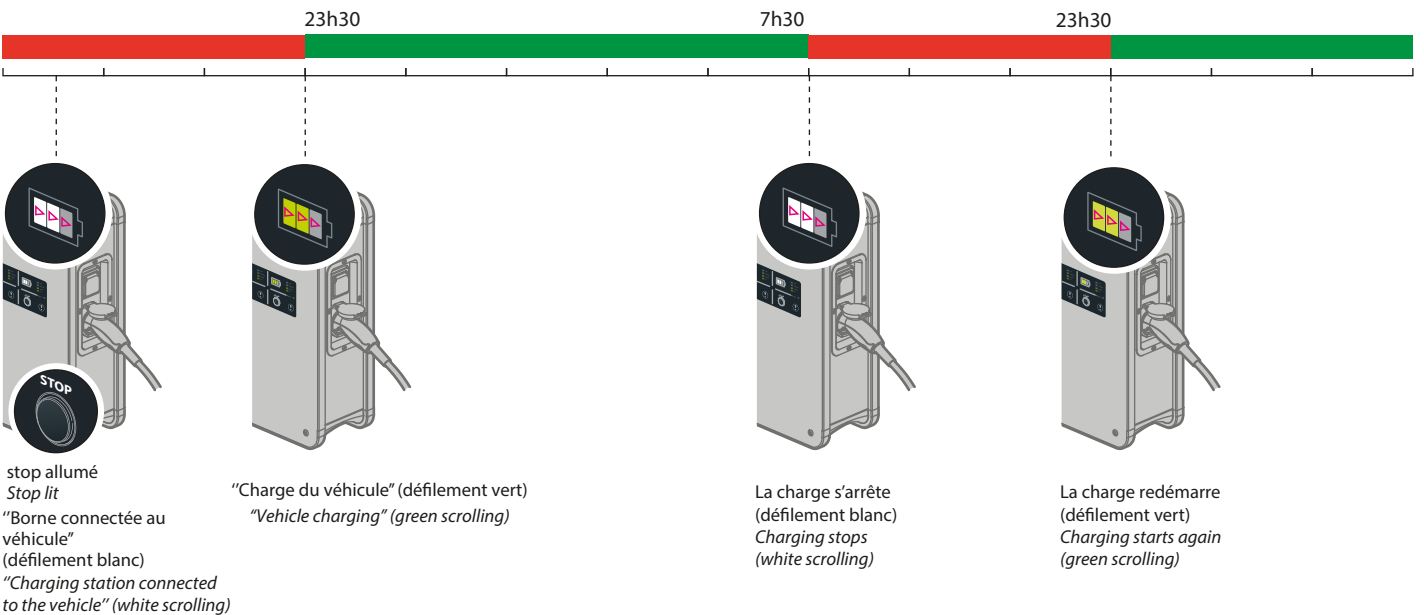 23h30
7h30
23h30
STOP
stop allumé
Stop lit
''Borne connectée au
véhicule"
(défilement blanc)
''Charging station connected
to the vehicle'' (white scrolling)
''Charge du véhicule" (défilement vert)
"Vehicle charging" (green scrolling)
La charge s'arrête
(défilement blanc)
Charging stops
(white scrolling)
La charge redémarre
(défilement vert)
Charging starts again
(green scrolling)